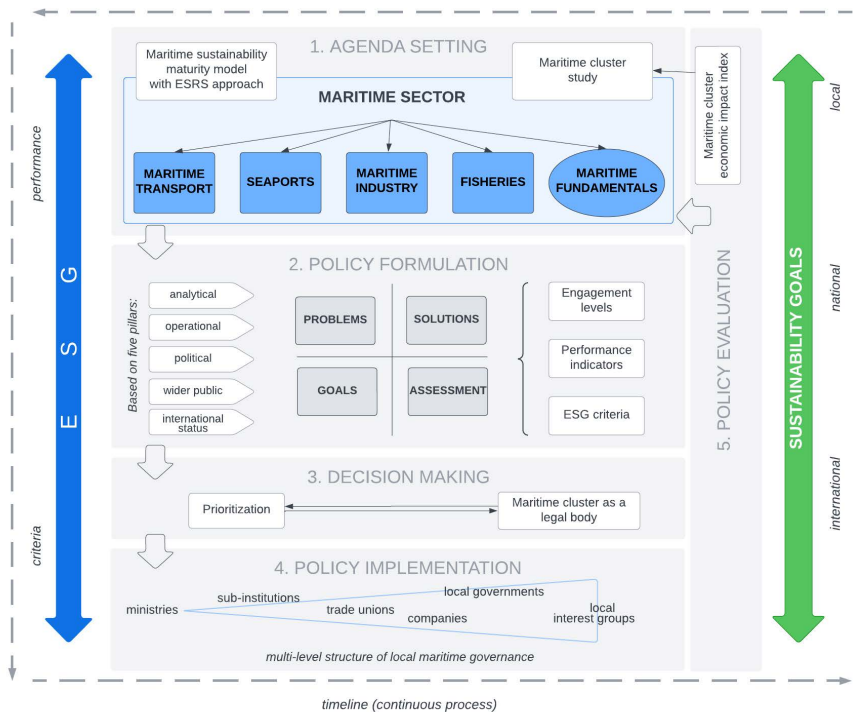 1. AGENDA SETTING
Maritime sustainability
maturity model
with ESRS approach
Maritime cluster
study
MARITIME SECTOR
MARITIME
TRANSPORT
SEAPORTS
MARITIME
INDUSTRY
FISHERIES
MARITIME
FUNDAMENTALS
Maritime cluster
economic impact index
2. POLICY FORMULATION
Based on five pillars:
analytical
operational
political
wider public
international
status
PROBLEMS
SOLUTIONS
GOALS
ASSESSMENT
Engagement
levels
Performance
indicators
ESG criteria
3. DECISION MAKING
Prioritization
Maritime cluster as a
legal body
4. POLICY IMPLEMENTATION
ministries
sub-institutions
trade unions
local governments
companies
local
interest groups
multi-level structure of local maritime governance
5. POLICY EVALUATION
performance
criteria
E S G
SUSTAINABILITY GOALS
local
national
international
timeline (continuous process)